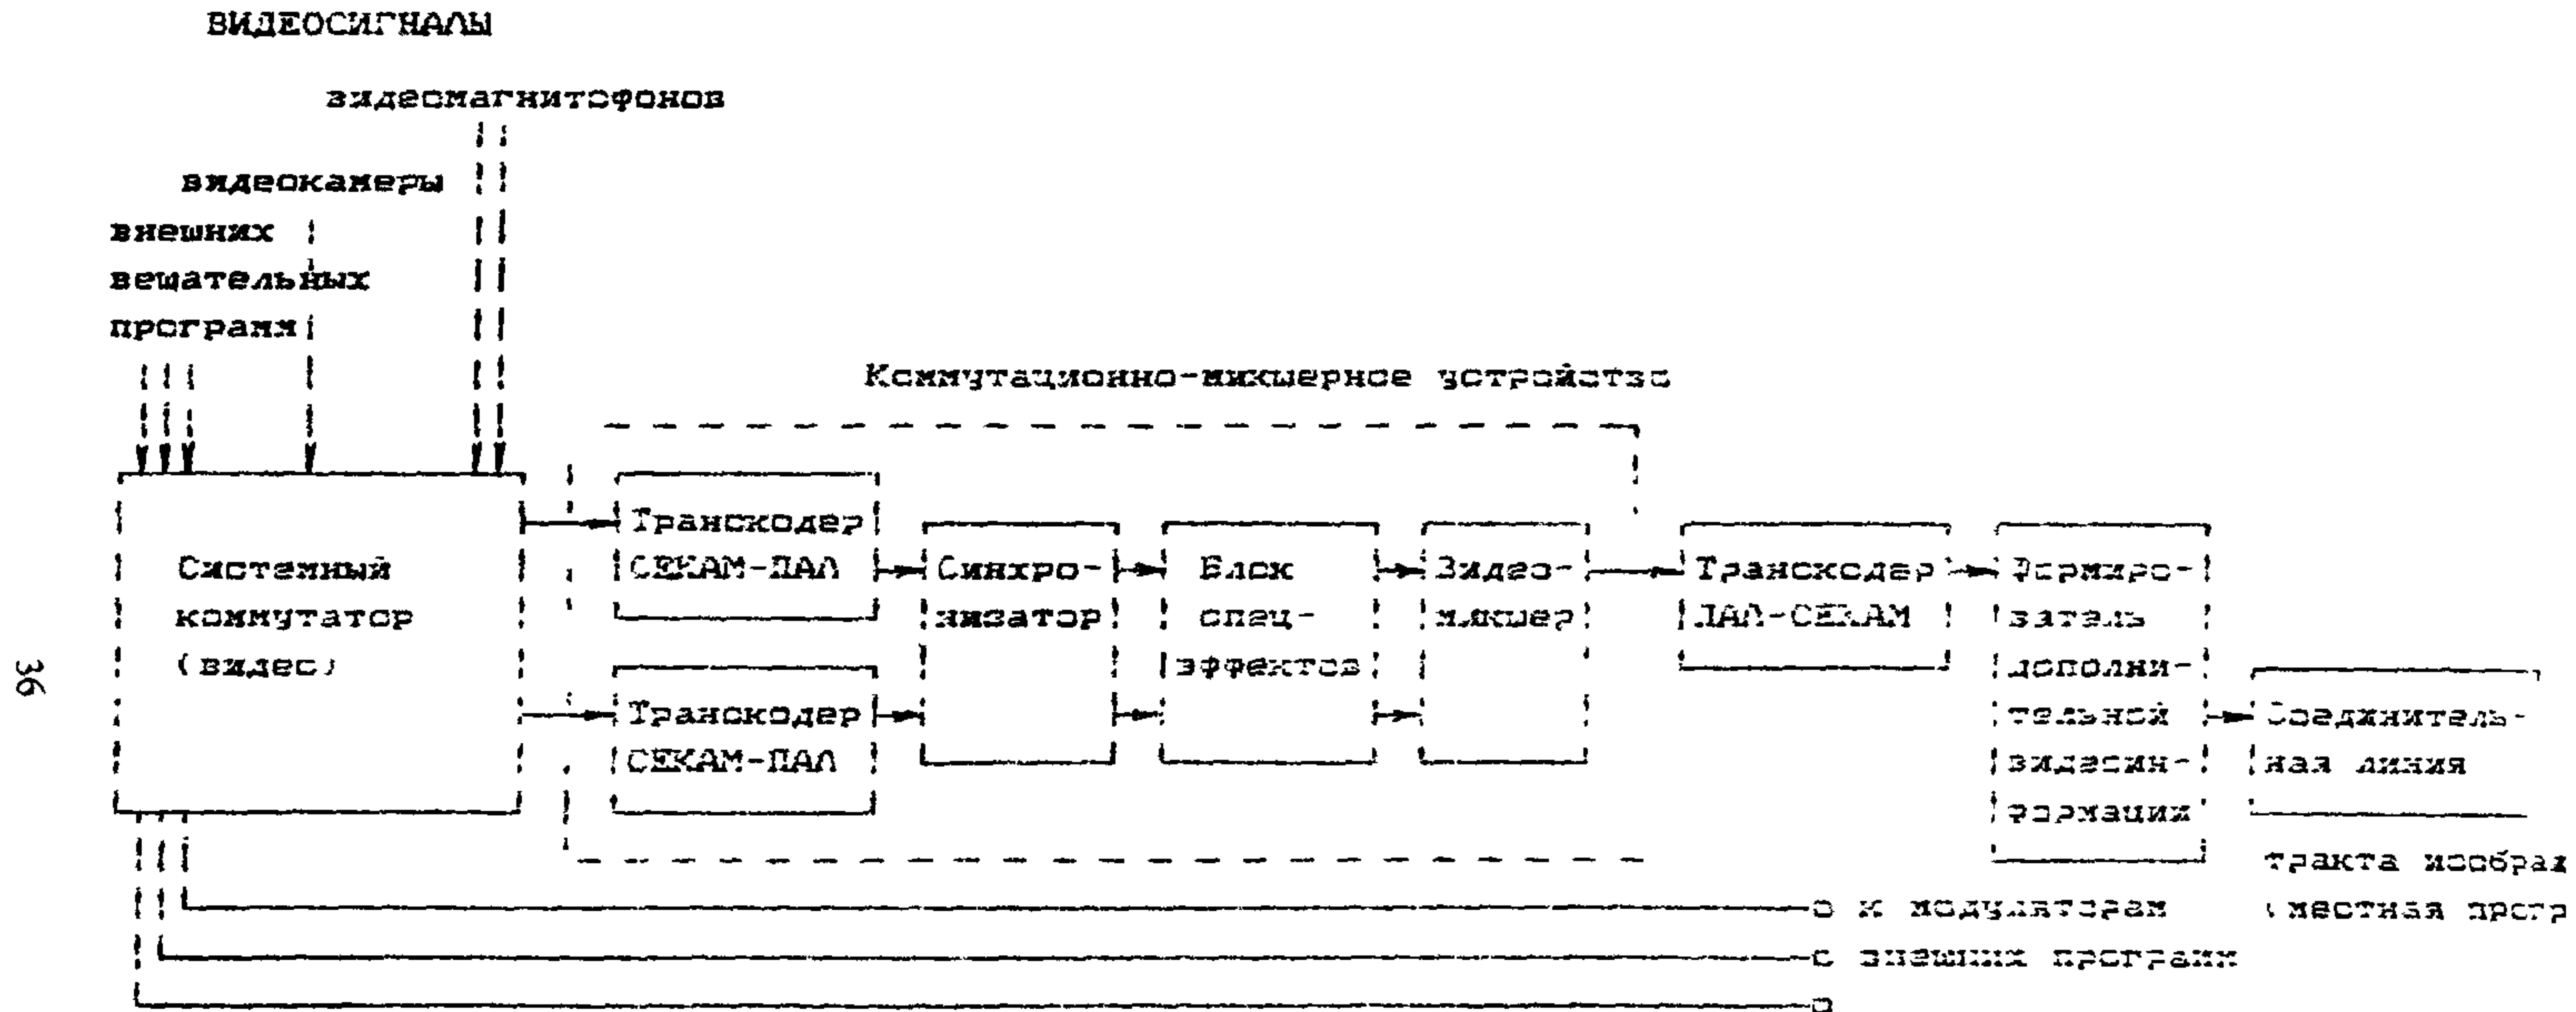 ВИДЕОСИГНАЛЫ
видеомагнитофонов
видеокамеры
внешних
вещательных
программ
Коммутационно-микшерное устройство
Системный
коммутатор
(видео)
Транскодер
СЕКАМ-ПАЛ
Транскодер
СЕКАМ-ПАЛ
Синхро-
низатор
Блок
спец-
эффектов
Видео-
микшер
Транскодер
ПАЛ-СЕКАМ
Формиро-
ватель
дополни-
тельной
видеоин-
формации
Соединитель-
ная линия
тракта изображ
(местная прогр
к модуляторам
внешних программ
36